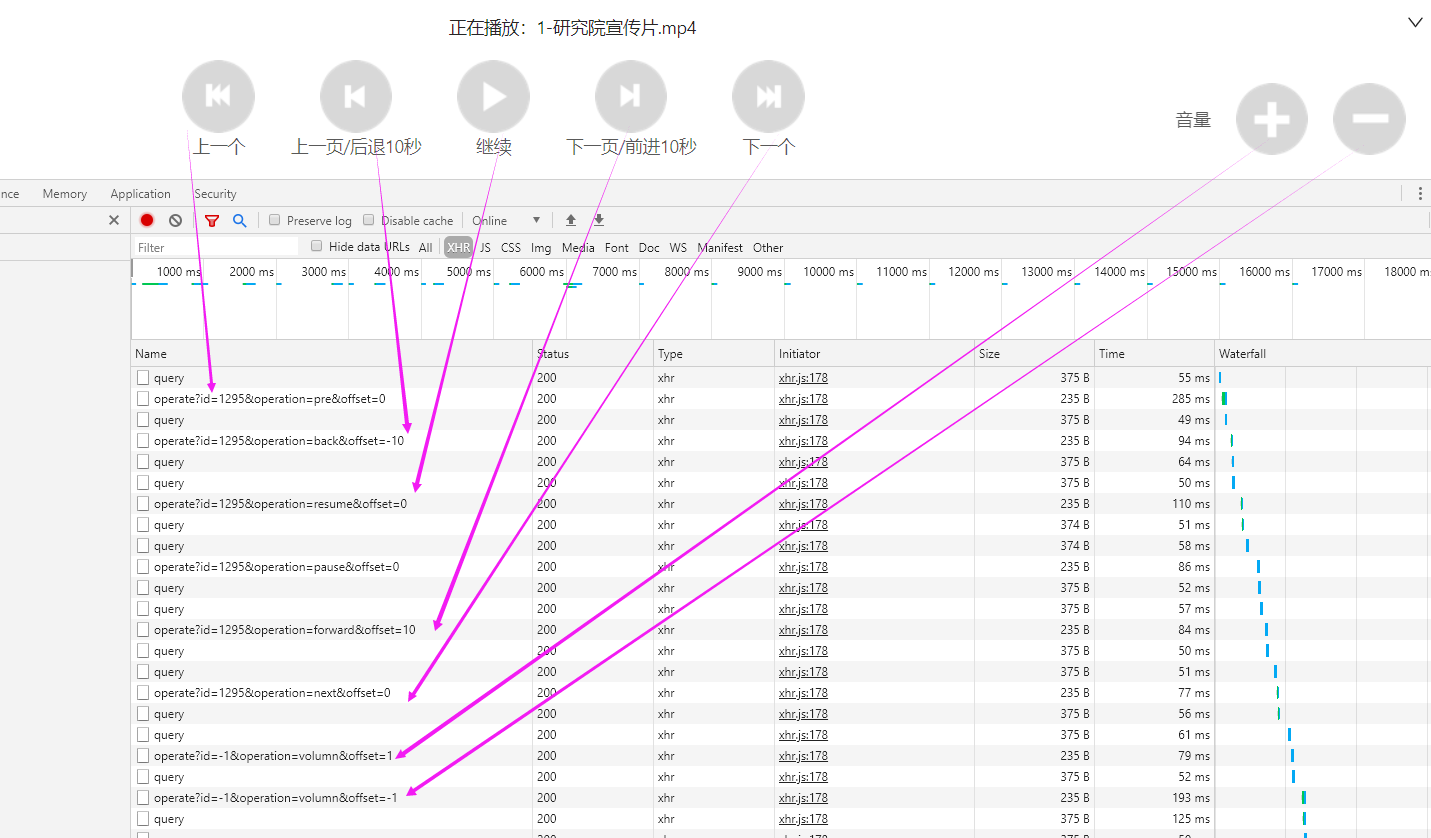 正在播放：1-研究院宣传片.mp4
上一个 上一页/后退10秒 继续 下一页/前进10秒 下一个 音量
nce Memory Application Security
Preserve log Disable cache Online
Filter Hide data URLs All XHR JS CSS Img Media Font Doc WS Manifest Other
1000 ms 2000 ms 3000 ms 4000 ms 5000 ms 6000 ms 7000 ms 8000 ms 9000 ms 10000 ms 11000 ms 12000 ms 13000 ms 14000 ms 15000 ms 16000 ms 17000 ms 18000 ms
Name Status Type Initiator Size Time Waterfall
query 200 xhr xhr.js:178 375 B 55 ms
operate?id=1295&operation=pre&offset=0 200 xhr xhr.js:178 235 B 285 ms
query 200 xhr xhr.js:178 375 B 49 ms
operate?id=1295&operation=back&offset=-10 200 xhr xhr.js:178 235 B 94 ms
query 200 xhr xhr.js:178 375 B 64 ms
query 200 xhr xhr.js:178 375 B 50 ms
operate?id=1295&operation=resume&offset=0 200 xhr xhr.js:178 235 B 110 ms
query 200 xhr xhr.js:178 374 B 51 ms
query 200 xhr xhr.js:178 374 B 58 ms
operate?id=1295&operation=pause&offset=0 200 xhr xhr.js:178 235 B 86 ms
query 200 xhr xhr.js:178 375 B 52 ms
query 200 xhr xhr.js:178 375 B 57 ms
operate?id=1295&operation=forward&offset=10 200 xhr xhr.js:178 235 B 84 ms
query 200 xhr xhr.js:178 375 B 50 ms
query 200 xhr xhr.js:178 375 B 51 ms
operate?id=1295&operation=next&offset=0 200 xhr xhr.js:178 235 B 77 ms
query 200 xhr xhr.js:178 375 B 56 ms
query 200 xhr xhr.js:178 375 B 61 ms
operate?id=-1&operation=volumn&offset=1 200 xhr xhr.js:178 235 B 79 ms
query 200 xhr xhr.js:178 375 B 52 ms
operate?id=-1&operation=volumn&offset=-1 200 xhr xhr.js:178 235 B 193 ms
query 200 xhr xhr.js:178 375 B 125 ms